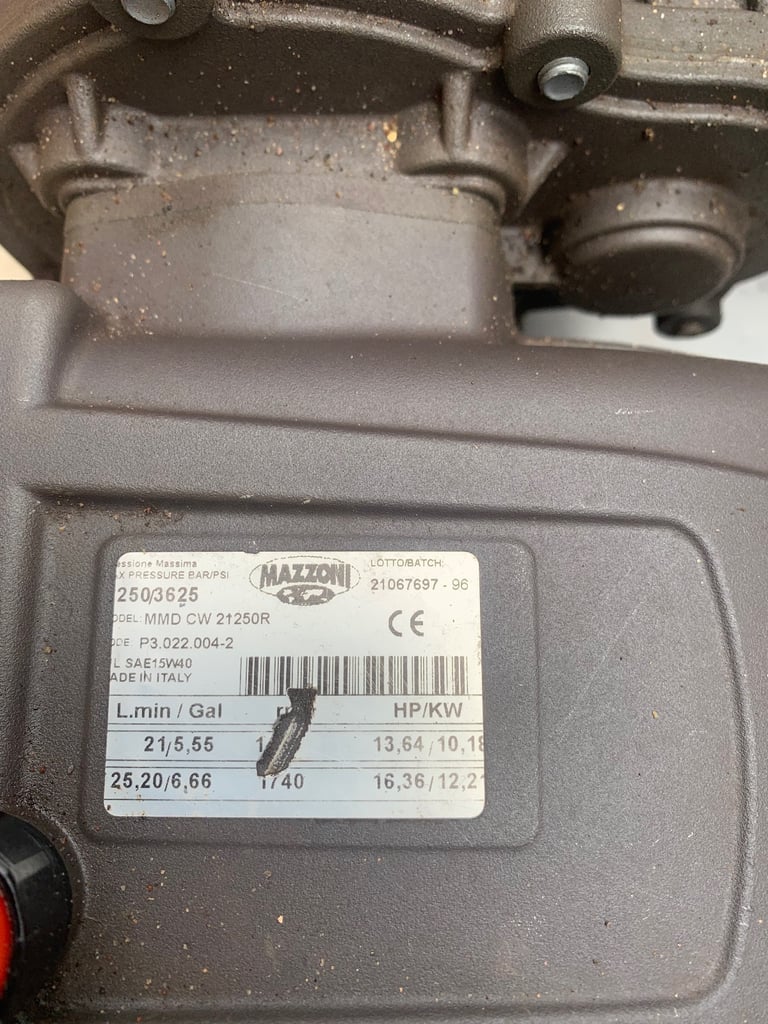 essione Massima
AX PRESSURE BAR/PSI
250/3625
MAZZONI
LOTTO/BATCH:
21067697 - 96
ODEL: MMD CW 21250R
CE
ODE: P3.022.004-2
L SAE15W40
ADE IN ITALY
L.min / Gal HP/KW
21/5,55 13,64/10,18
25,20/6,66 1740 16,36/12,21